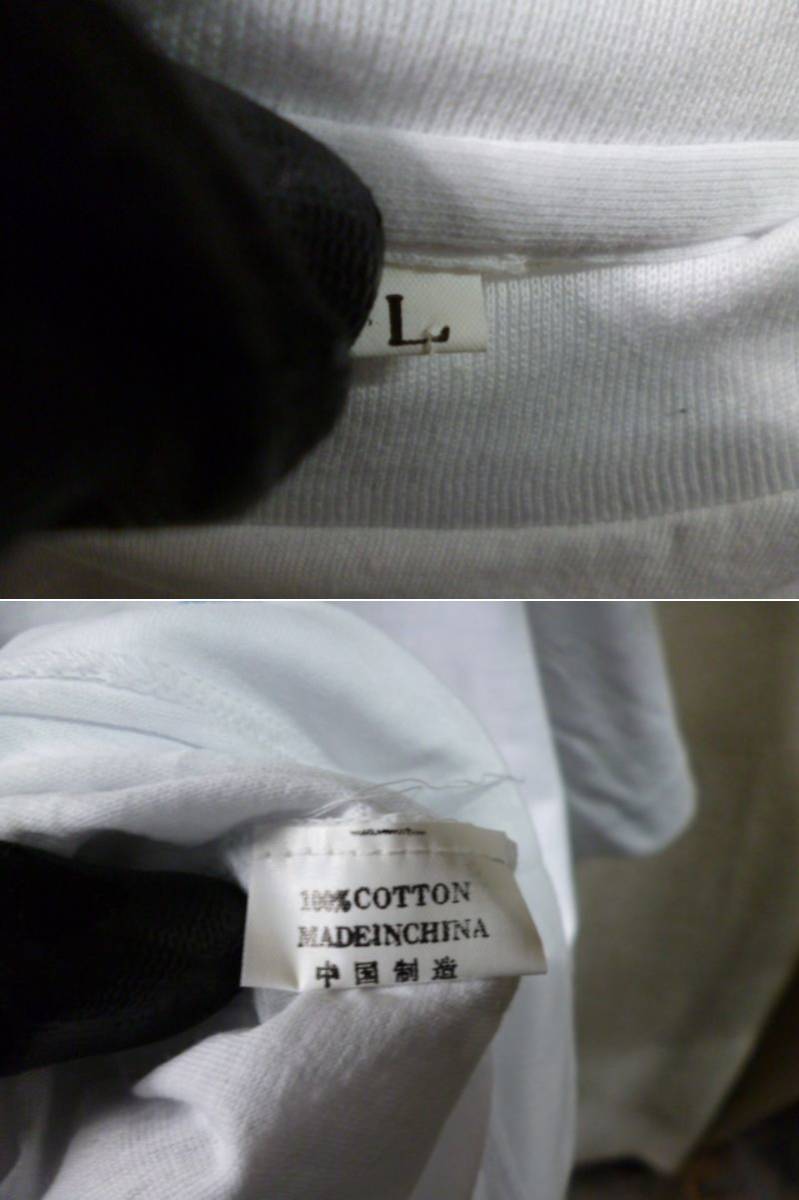 L
100%COTTON
MADEINCHINA
中国制造